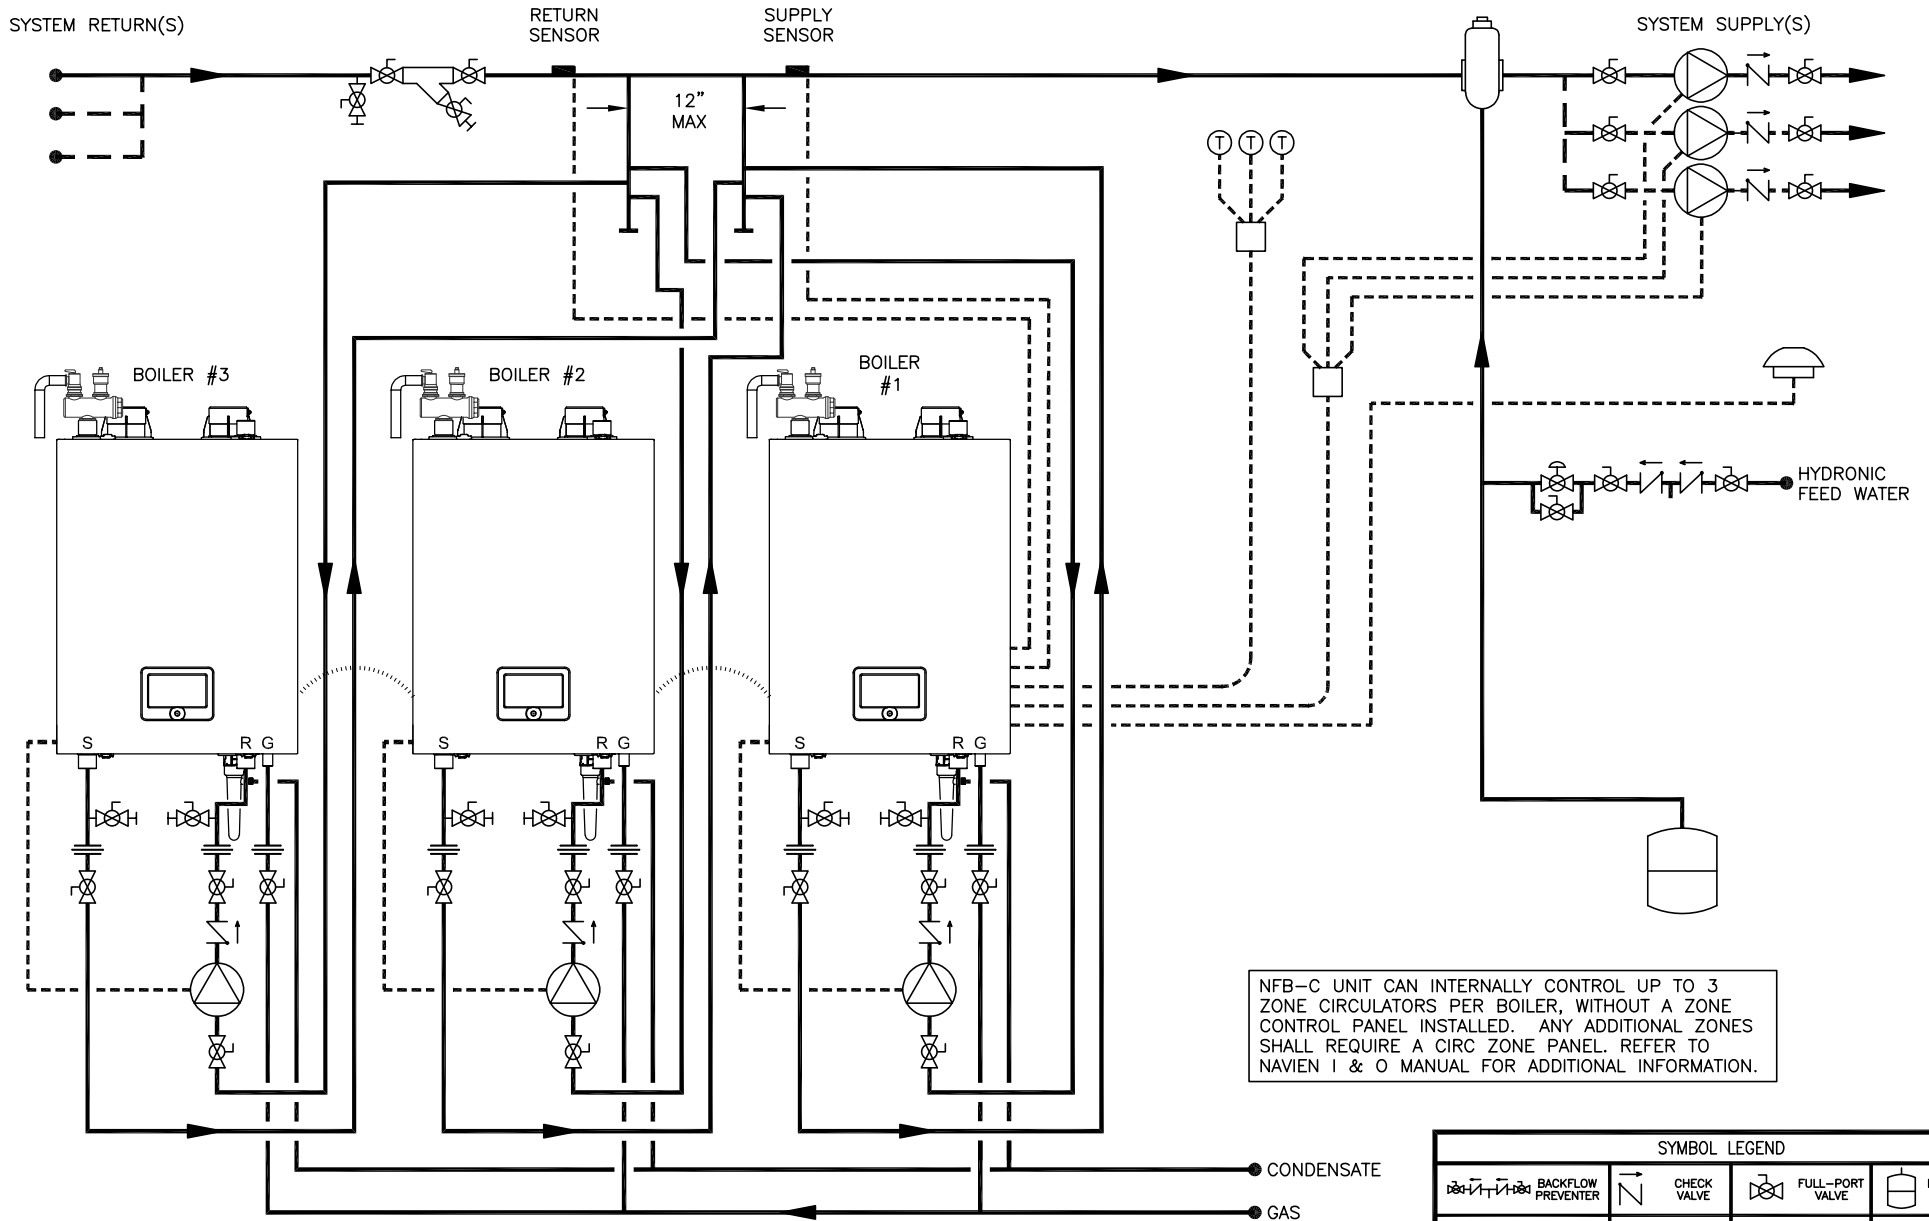 SYSTEM RETURN(S)
RETURN
SENSOR
SUPPLY
SENSOR
SYSTEM SUPPLY(S)
12"
MAX
T T T
BOILER #3
BOILER #2
BOILER
#1
HYDRONIC
FEED WATER
S R G
S R G
S R G
NFB-C UNIT CAN INTERNALLY CONTROL UP TO 3
ZONE CIRCULATORS PER BOILER, WITHOUT A ZONE
CONTROL PANEL INSTALLED. ANY ADDITIONAL ZONES
SHALL REQUIRE A CIRC ZONE PANEL. REFER TO
NAVIEN I & O MANUAL FOR ADDITIONAL INFORMATION.
CONDENSATE
GAS
SYMBOL LEGEND
BACKFLOW
PREVENTER
CHECK
VALVE
FULL-PORT
VALVE